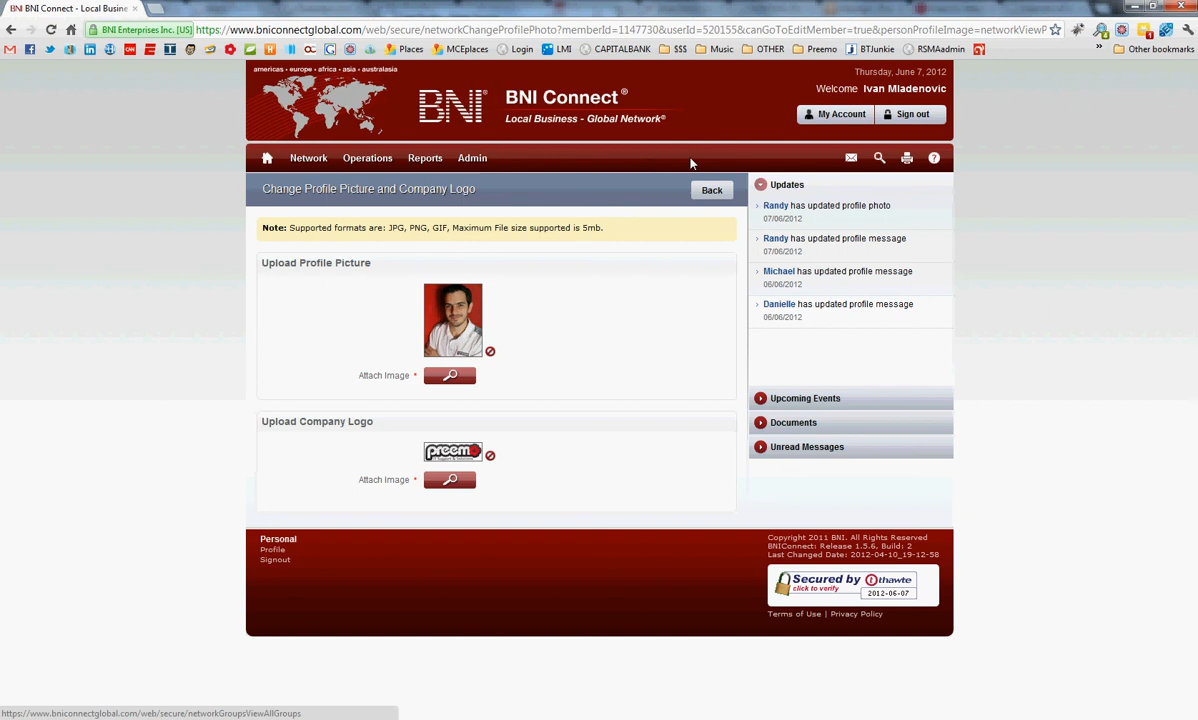 BNI BNI Connect - Local Busine
BNI Enterprises Inc. [US]
https://www.bniconnectglobal.com/web/secure/networkChangeProfilePhoto?memberId=1147730&userId=520155&canGoToEditMember=true&personProfileImage=networkViewP
Places
MCEplaces
Login
LMI
CAPITALBANK
$$$
Music
OTHER
Preemo
BTJunkie
RSMAadmin
Other bookmarks
americas • europe • africa • asia • australasia
BNI®
BNI Connect®
Local Business - Global Network®
Thursday, June 7, 2012
Welcome Ivan Mladenovic
My Account
Sign out
Network
Operations
Reports
Admin
Change Profile Picture and Company Logo
Back
Note: Supported formats are: JPG, PNG, GIF, Maximum File size supported is 5mb.
Upload Profile Picture
Attach Image *
Upload Company Logo
preemo
Attach Image *
Updates
Randy has updated profile photo
07/06/2012
Randy has updated profile message
07/06/2012
Michael has updated profile message
06/06/2012
Danielle has updated profile message
06/06/2012
Upcoming Events
Documents
Unread Messages
Personal
Profile
Signout
Copyright 2011 BNI. All Rights Reserved
BNIConnect: Release 1.5.6, Build: 2
Last Changed Date: 2012-04-10_19-12-58
Secured by thawte
click to verify
2012-06-07
Terms of Use | Privacy Policy
https://www.bniconnectglobal.com/web/secure/networkGroupsViewAllGroups